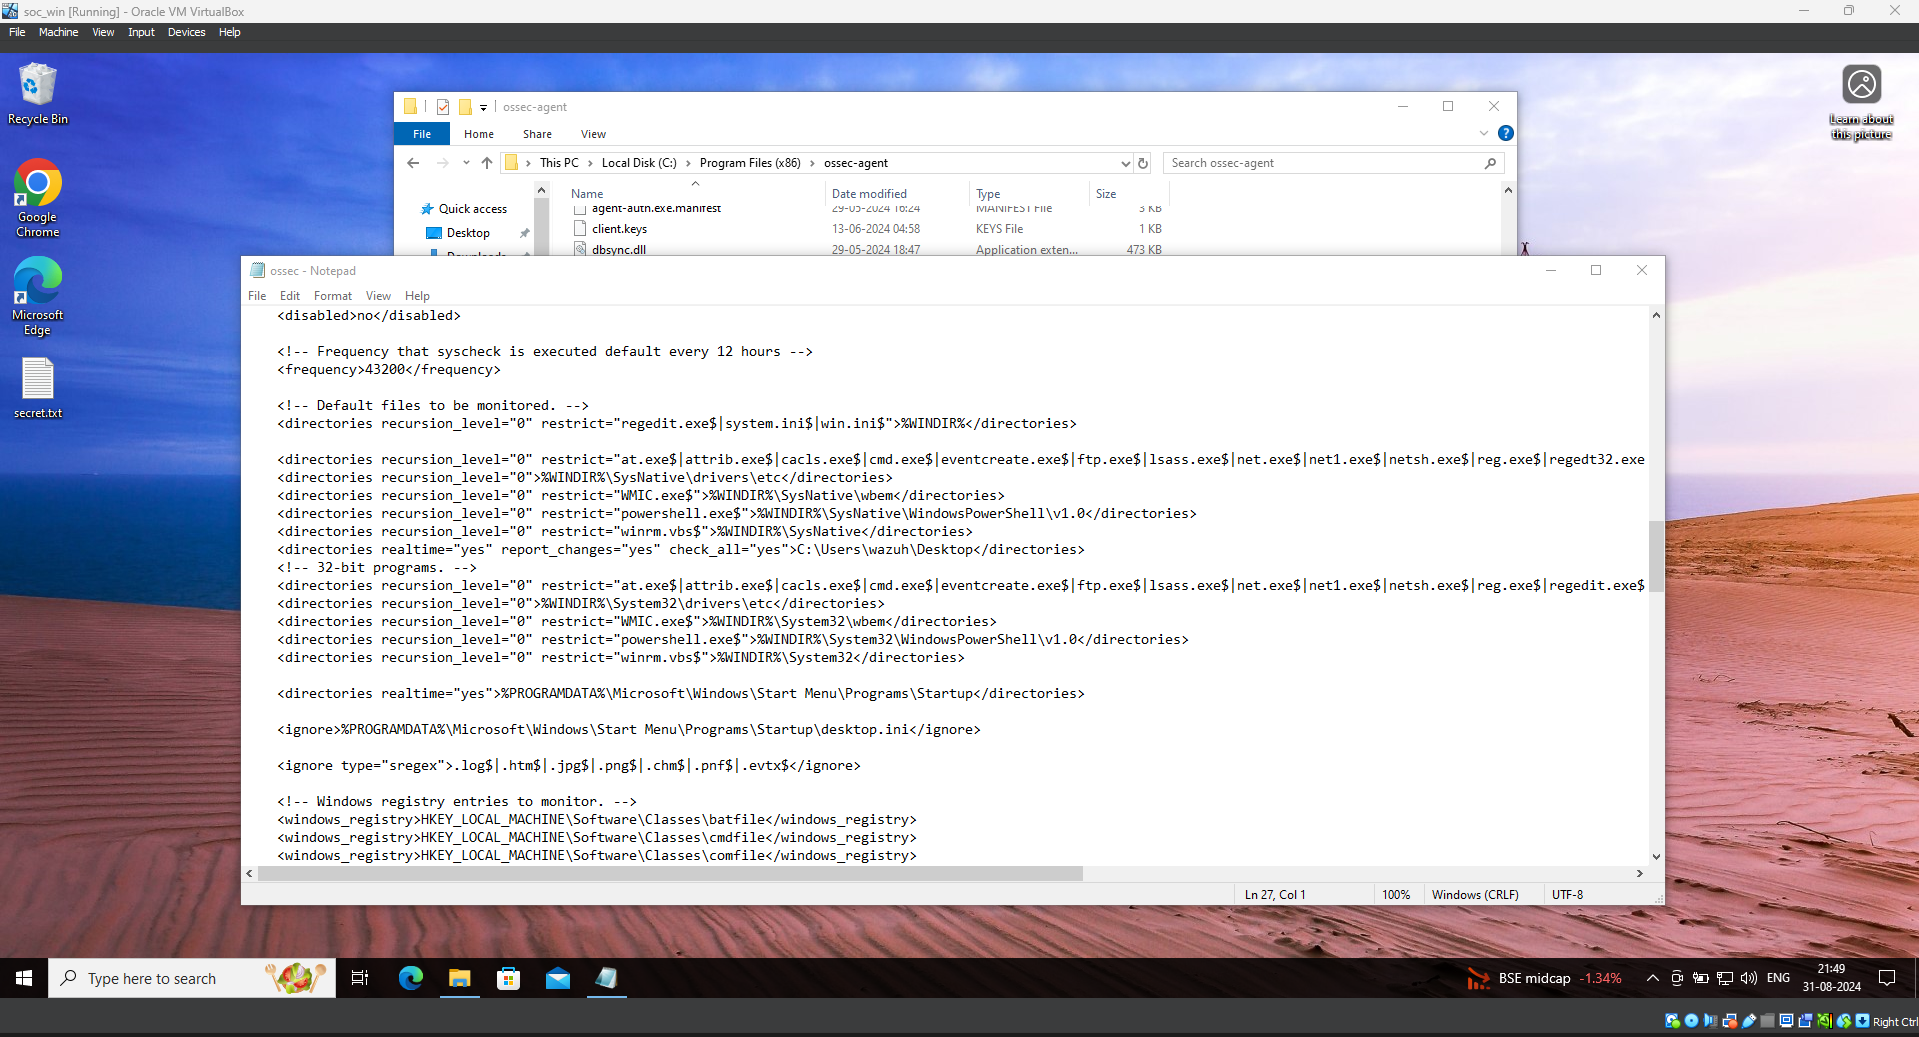 soc_win [Running] - Oracle VM VirtualBox
File Machine View Input Devices Help
Recycle Bin
Google Chrome
Microsoft Edge
secret.txt
Learn about this picture
ossec-agent
File Home Share View
This PC > Local Disk (C:) > Program Files (x86) > ossec-agent
Search ossec-agent
Name Date modified Type Size
Quick access
Desktop
Downloads
agent-auth.exe.manifest 29-05-2024 16:24 MANIFEST File 3 KB
client.keys 13-06-2024 04:58 KEYS File 1 KB
dbsync.dll 29-05-2024 18:47 Application exten... 473 KB
ossec - Notepad
File Edit Format View Help
<disabled>no</disabled>
<!-- Frequency that syscheck is executed default every 12 hours -->
<frequency>43200</frequency>
<!-- Default files to be monitored. -->
<directories recursion_level="0" restrict="regedit.exe$|system.ini$|win.ini$">%WINDIR%</directories>
<directories recursion_level="0" restrict="at.exe$|attrib.exe$|cacls.exe$|cmd.exe$|eventcreate.exe$|ftp.exe$|lsass.exe$|net.exe$|net1.exe$|netsh.exe$|reg.exe$|regedt32.exe
<directories recursion_level="0">%WINDIR%\SysNative\drivers\etc</directories>
<directories recursion_level="0" restrict="WMIC.exe$">%WINDIR%\SysNative\wbem</directories>
<directories recursion_level="0" restrict="powershell.exe$">%WINDIR%\SysNative\WindowsPowerShell\v1.0</directories>
<directories recursion_level="0" restrict="winrm.vbs$">%WINDIR%\SysNative</directories>
<directories realtime="yes" report_changes="yes" check_all="yes">C:\Users\wazuh\Desktop</directories>
<!-- 32-bit programs. -->
<directories recursion_level="0" restrict="at.exe$|attrib.exe$|cacls.exe$|cmd.exe$|eventcreate.exe$|ftp.exe$|lsass.exe$|net.exe$|net1.exe$|netsh.exe$|reg.exe$|regedit.exe$
<directories recursion_level="0">%WINDIR%\System32\drivers\etc</directories>
<directories recursion_level="0" restrict="WMIC.exe$">%WINDIR%\System32\wbem</directories>
<directories recursion_level="0" restrict="powershell.exe$">%WINDIR%\System32\WindowsPowerShell\v1.0</directories>
<directories recursion_level="0" restrict="winrm.vbs$">%WINDIR%\System32</directories>
<directories realtime="yes">%PROGRAMDATA%\Microsoft\Windows\Start Menu\Programs\Startup</directories>
<ignore>%PROGRAMDATA%\Microsoft\Windows\Start Menu\Programs\Startup\desktop.ini</ignore>
<ignore type="sregex">.log$|.htm$|.jpg$|.png$|.chm$|.pnf$|.evtx$</ignore>
<!-- Windows registry entries to monitor. -->
<windows_registry>HKEY_LOCAL_MACHINE\Software\Classes\batfile</windows_registry>
<windows_registry>HKEY_LOCAL_MACHINE\Software\Classes\cmdfile</windows_registry>
<windows_registry>HKEY_LOCAL_MACHINE\Software\Classes\comfile</windows_registry>
Ln 27, Col 1 100% Windows (CRLF) UTF-8
Type here to search
BSE midcap -1.34%
ENG
21:49
31-08-2024
Right Ctrl